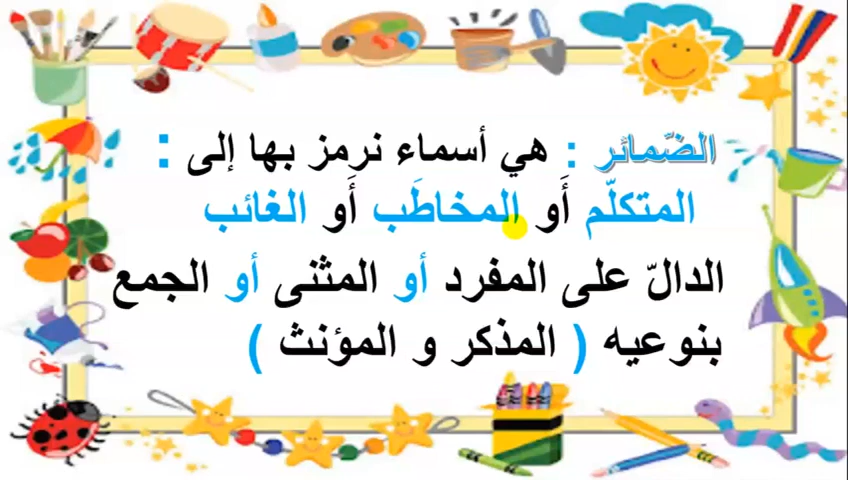 الضّمائر : هي أسماء نرمز بها إلى :
المتكلّم أَو المخاطَب أَو الغائب
الدالّ على المفرد أو المثنى أو الجمع
بنوعيه ( المذكر و المؤنث )